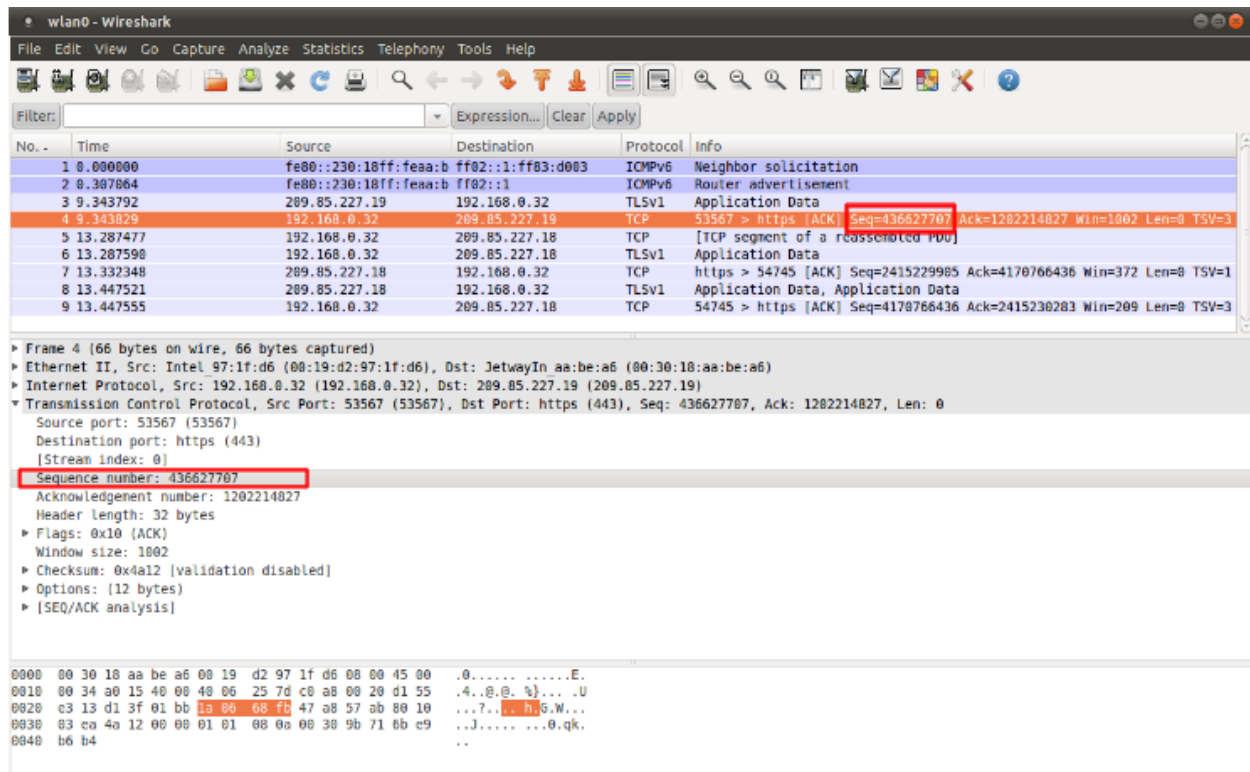 wlan0 - Wireshark
File Edit View Go Capture Analyze Statistics Telephony Tools Help
Filter: Expression... Clear Apply
No. . Time Source Destination Protocol Info
1 0.000000 fe80::230:18ff:feaa:b ff02::1:ff83:d003 ICMPv6 Neighbor solicitation
2 0.307064 fe80::230:18ff:feaa:b ff02::1 ICMPv6 Router advertisement
3 9.343792 209.85.227.19 192.168.0.32 TLSv1 Application Data
4 9.343829 192.168.0.32 209.85.227.19 TCP 53567 > https [ACK] Seq=436627707 Ack=1202214827 Win=1002 Len=0 TSV=3
5 13.287477 192.168.0.32 209.85.227.18 TCP [TCP segment of a reassembled PDU]
6 13.287590 192.168.0.32 209.85.227.18 TLSv1 Application Data
7 13.332348 209.85.227.18 192.168.0.32 TCP https > 54745 [ACK] Seq=2415229905 Ack=4170766436 Win=372 Len=0 TSV=1
8 13.447521 209.85.227.18 192.168.0.32 TLSv1 Application Data, Application Data
9 13.447555 192.168.0.32 209.85.227.18 TCP 54745 > https [ACK] Seq=4170766436 Ack=2415230283 Win=209 Len=0 TSV=3
Frame 4 (66 bytes on wire, 66 bytes captured)
Ethernet II, Src: Intel_97:1f:d6 (00:19:d2:97:1f:d6), Dst: JetwayIn_aa:be:a6 (00:30:18:aa:be:a6)
Internet Protocol, Src: 192.168.0.32 (192.168.0.32), Dst: 209.85.227.19 (209.85.227.19)
Transmission Control Protocol, Src Port: 53567 (53567), Dst Port: https (443), Seq: 436627707, Ack: 1202214827, Len: 0
Source port: 53567 (53567)
Destination port: https (443)
[Stream index: 0]
Sequence number: 436627707
Acknowledgement number: 1202214827
Header length: 32 bytes
Flags: 0x10 (ACK)
Window size: 1002
Checksum: 0x4a12 [validation disabled]
Options: (12 bytes)
[SEQ/ACK analysis]
0000 00 30 18 aa be a6 00 19 d2 97 1f d6 08 00 45 00 .0...... ......E.
0010 00 34 a0 15 40 00 40 06 25 7d c0 a8 00 20 d1 55 .4..@.@. %}... .U
0020 e3 13 d1 3f 01 bb 1a 06 68 fb 47 a8 57 ab 80 10 ...?.... h.G.W...
0030 03 ea 4a 12 00 00 01 01 08 0a 00 30 9b 71 6b e9 ..J..... ...0.qk.
0040 b6 b4 ..